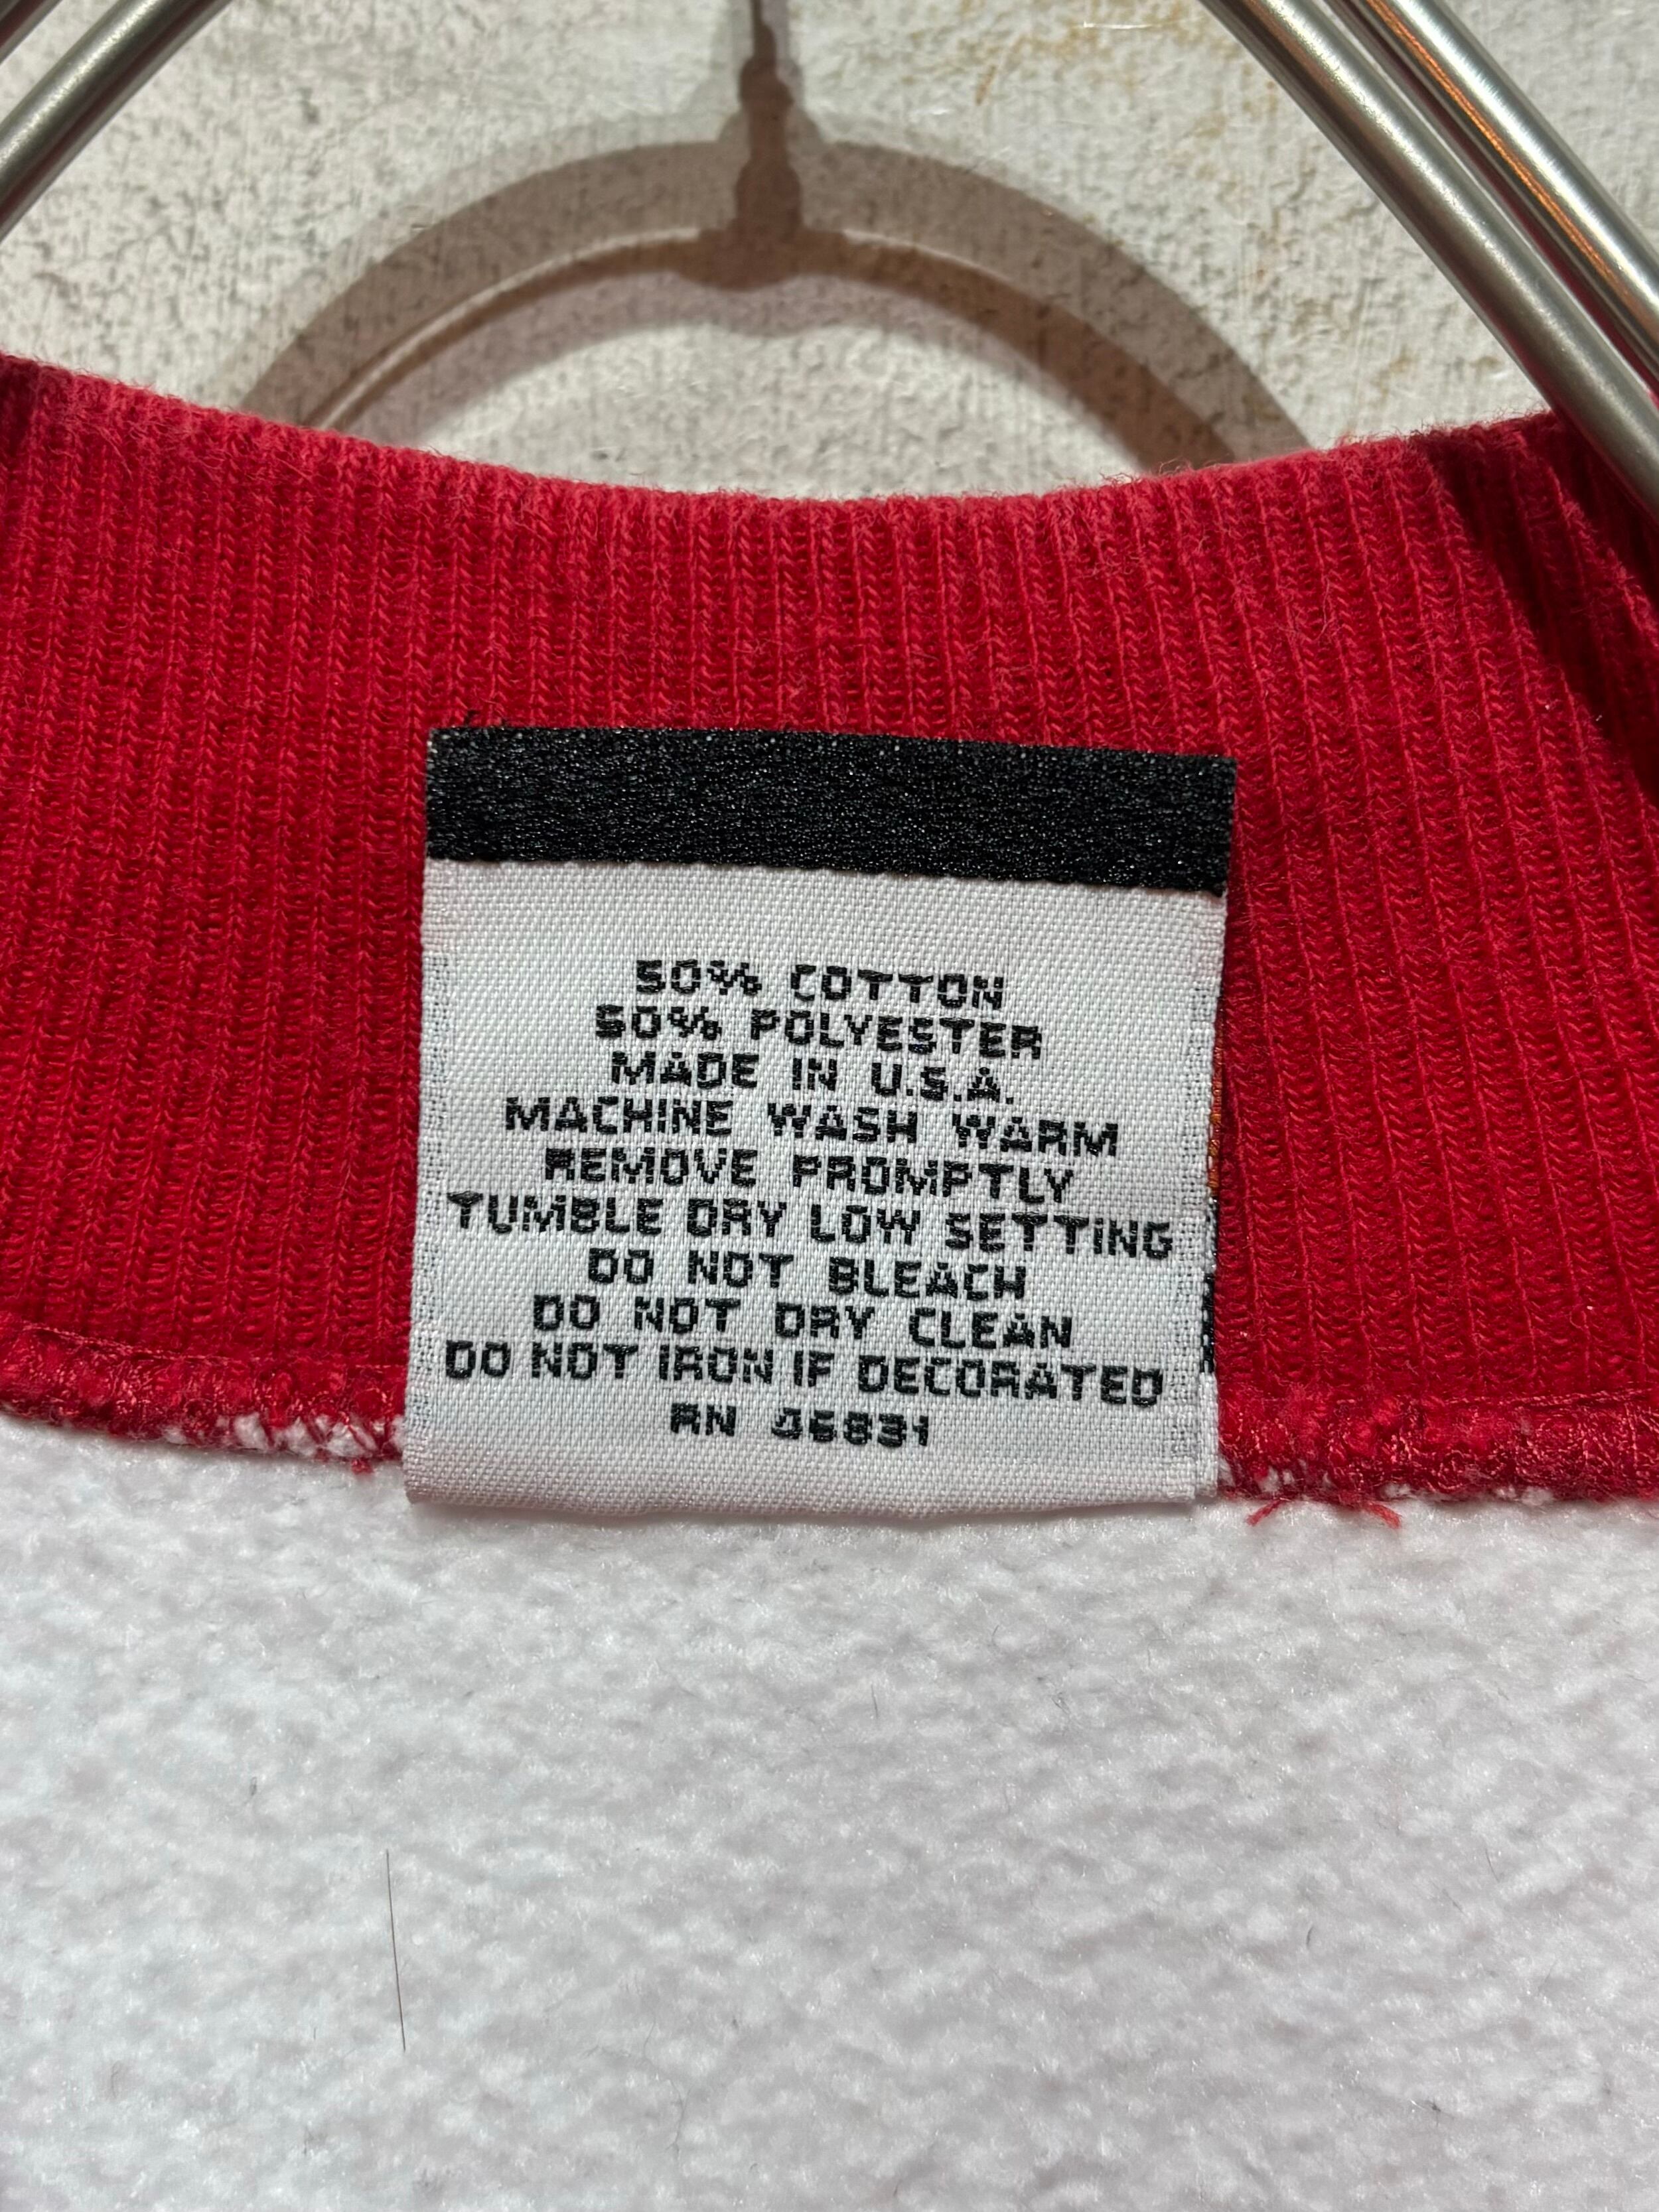 50% COTTON
50% POLYESTER
MADE IN U.S.A.
MACHINE WASH WARM
REMOVE PROMPTLY
TUMBLE DRY LOW SETTING
DO NOT BLEACH
DO NOT DRY CLEAN
DO NOT IRON IF DECORATED
RN 46831